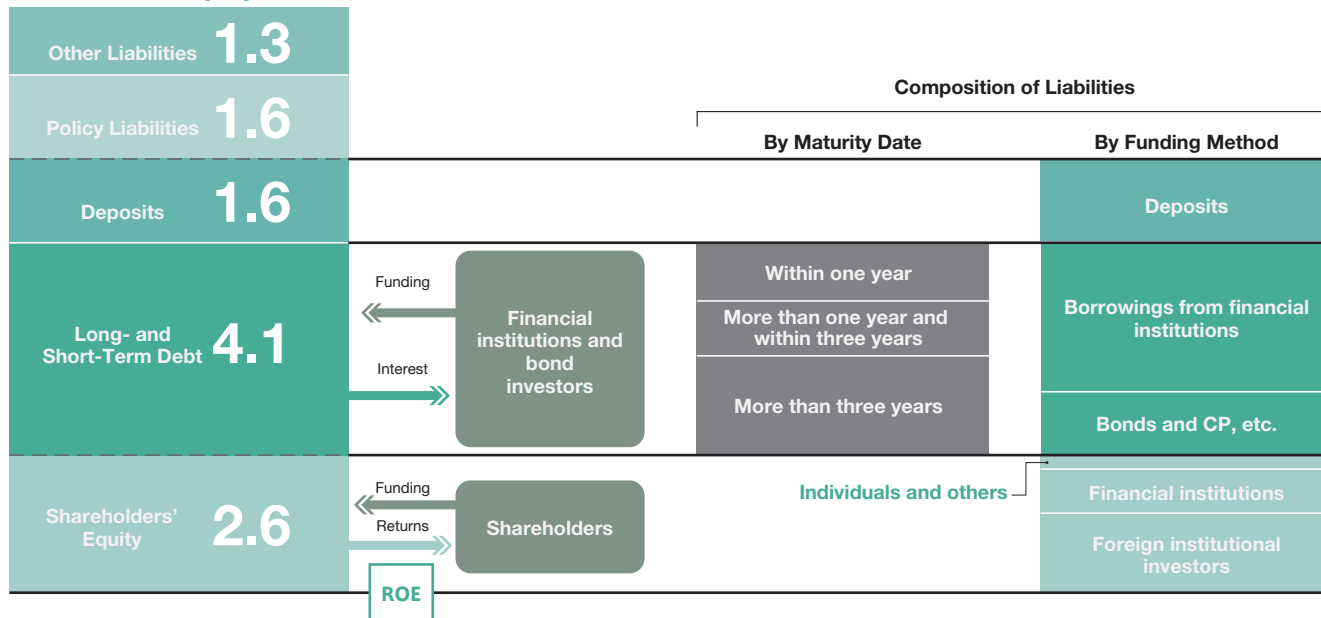 Other Liabilities 1.3
Policy Liabilities 1.6
Deposits 1.6
Long- and
Short-Term Debt 4.1
Shareholders'
Equity 2.6
Funding
Interest
Financial
institutions and
bond
investors
Funding
Returns
Shareholders
ROE
Composition of Liabilities
By Maturity Date
By Funding Method
Within one year
More than one year and
within three years
More than three years
Deposits
Borrowings from financial
institutions
Bonds and CP, etc.
Individuals and others
Financial institutions
Foreign institutional
investors